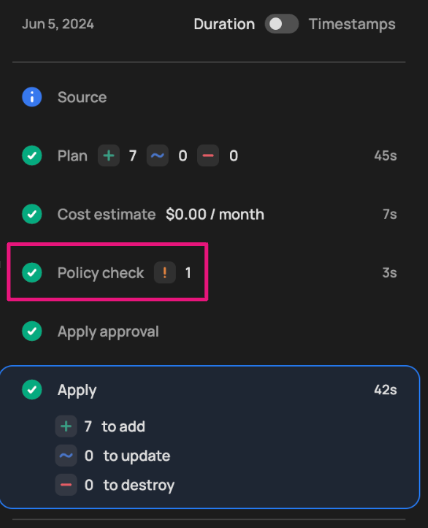 Jun 5, 2024 Duration Timestamps
Source
Plan + 7 ~ 0 − 0 45s
Cost estimate $0.00 / month 7s
Policy check ! 1 3s
Apply approval
Apply 42s
+ 7 to add
~ 0 to update
− 0 to destroy